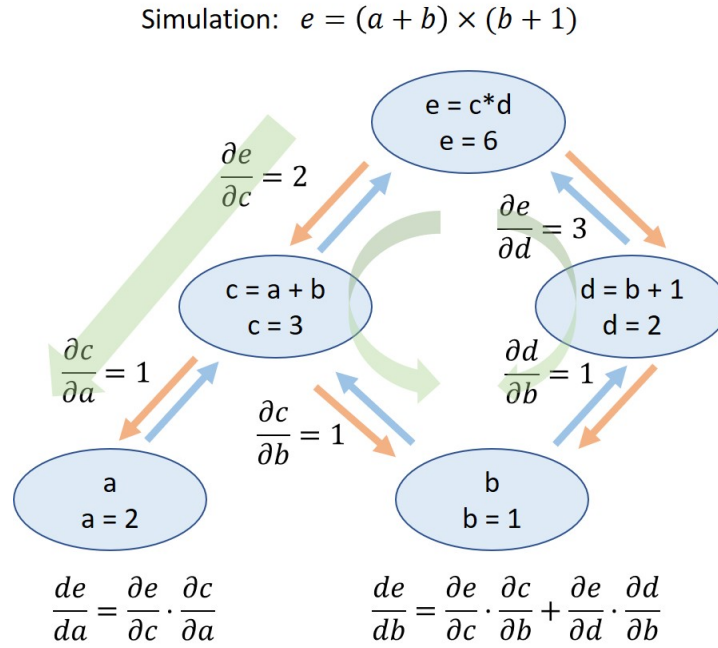 Simulation: e = (a + b) × (b + 1)
e = c*d
e = 6
∂e/∂c = 2
∂e/∂d = 3
c = a + b
c = 3
d = b + 1
d = 2
∂c/∂a = 1
∂c/∂b = 1
∂d/∂b = 1
a
a = 2
b
b = 1
de/da = ∂e/∂c · ∂c/∂a
de/db = ∂e/∂c · ∂c/∂b + ∂e/∂d · ∂d/∂b